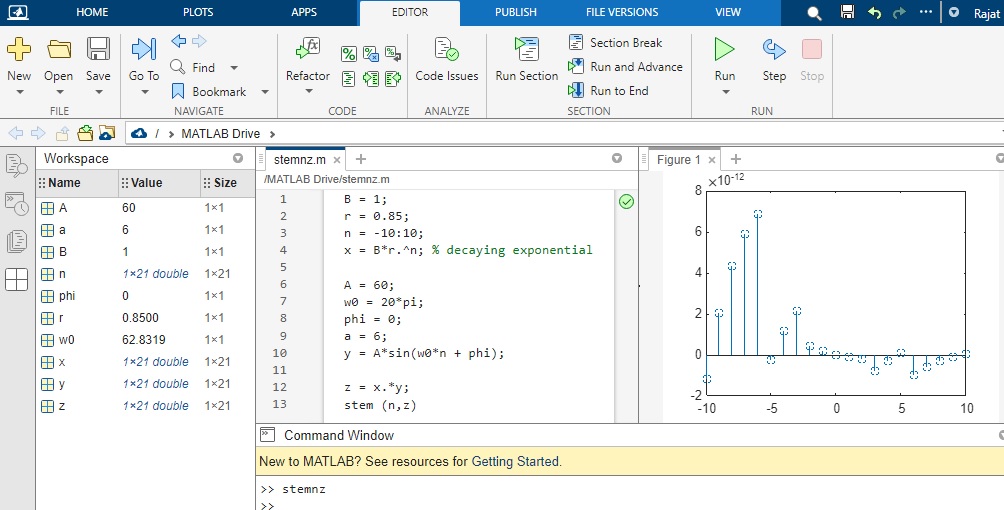 HOME PLOTS APPS EDITOR PUBLISH FILE VERSIONS VIEW Rajat
New Open Save Go To Find Bookmark Refactor Code Issues Run Section Section Break Run and Advance Run to End Run Step Stop
FILE NAVIGATE CODE ANALYZE SECTION RUN
/ MATLAB Drive
Workspace
Name Value Size
A 60 1×1
a 6 1×1
B 1 1×1
n 1×21 double 1×21
phi 0 1×1
r 0.8500 1×1
w0 62.8319 1×1
x 1×21 double 1×21
y 1×21 double 1×21
z 1×21 double 1×21
stemnz.m
/MATLAB Drive/stemnz.m
1 B = 1;
2 r = 0.85;
3 n = -10:10;
4 x = B*r.^n; % decaying exponential
5
6 A = 60;
7 w0 = 20*pi;
8 phi = 0;
9 a = 6;
10 y = A*sin(w0*n + phi);
11
12 z = x.*y;
13 stem (n,z)
Figure 1
×10^-12
8
6
4
2
0
-2
-10 -5 0 5 10
Command Window
New to MATLAB? See resources for Getting Started.
>> stemnz
>>